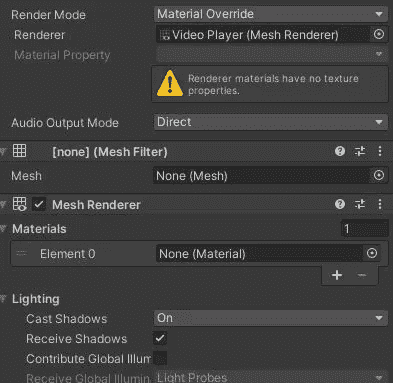 Render Mode Material Override
Renderer Video Player (Mesh Renderer)
Material Property
Renderer materials have no texture
properties.
Audio Output Mode Direct
[none] (Mesh Filter)
Mesh None (Mesh)
Mesh Renderer
Materials 1
Element 0 None (Material)
Lighting
Cast Shadows On
Receive Shadows
Contribute Global Illum
Receive Global Illumin Light Probes